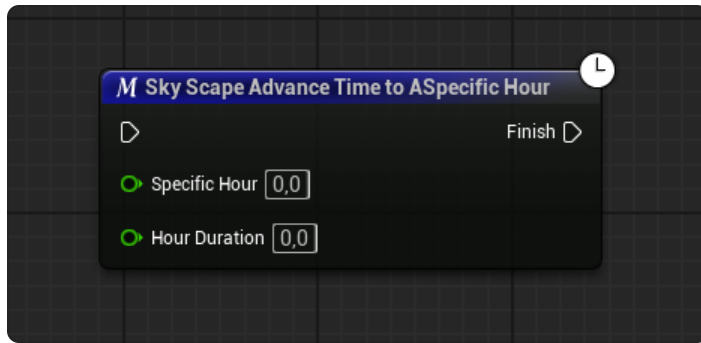 M Sky Scape Advance Time to ASpecific Hour
Finish
Specific Hour 0,0
Hour Duration 0,0